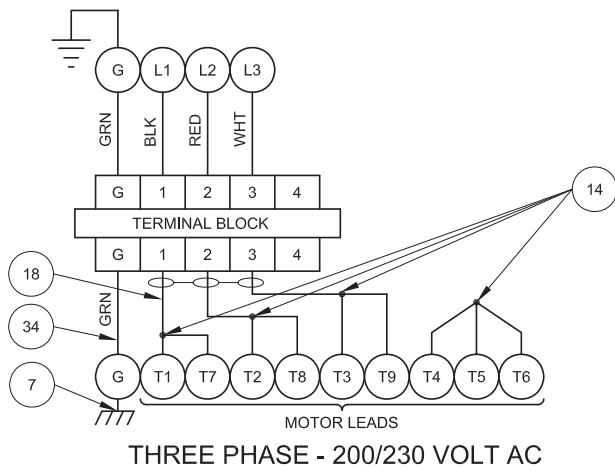 G L1 L2 L3
GRN BLK RED WHT
G 1 2 3 4
14
TERMINAL BLOCK
G 1 2 3 4
18
GRN
34
7
G T1 T7 T2 T8 T3 T9 T4 T5 T6
MOTOR LEADS
THREE PHASE - 200/230 VOLT AC